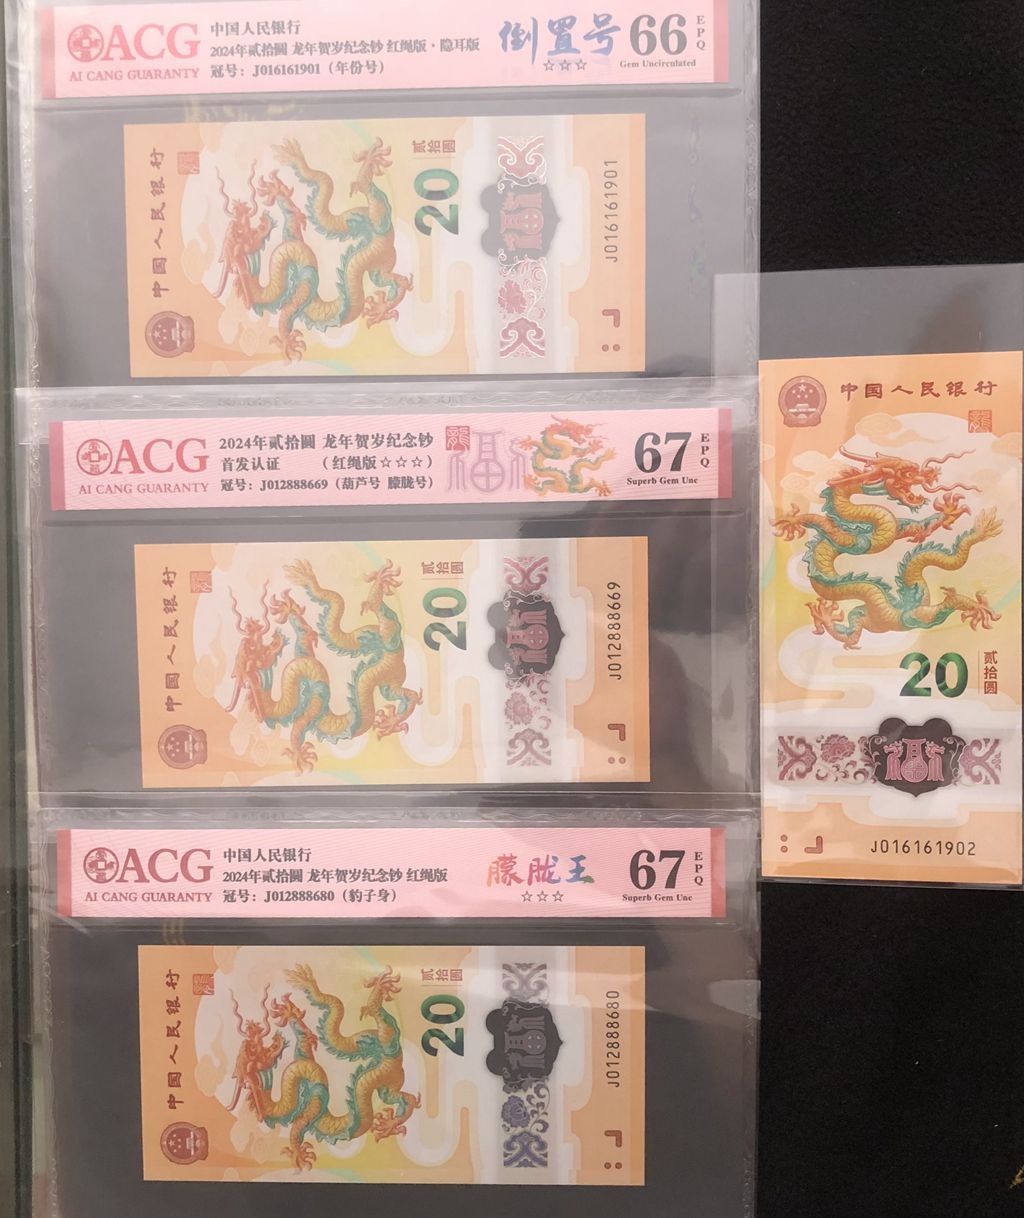 ACG
AI CANG GUARANTY
中国人民银行
2024年贰拾圆 龙年贺岁纪念钞 红绳版·隐耳版
冠号：J016161901（年份号）
倒置号
☆☆☆
66
EPQ
Gem Uncirculated
中国人民银行
贰拾圆
20
福
J016161901
ACG
AI CANG GUARANTY
2024年贰拾圆 龙年贺岁纪念钞
首发认证 （红绳版☆☆☆）
冠号：J012888669（葫芦号 朦胧号）
龍
福
67
EPQ
Superb Gem Unc
中国人民银行
贰拾圆
20
福
J012888669
ACG
AI CANG GUARANTY
中国人民银行
2024年贰拾圆 龙年贺岁纪念钞 红绳版
冠号：J012888680（豹子身）
朦胧王
☆☆☆
67
EPQ
Superb Gem Unc
中国人民银行
贰拾圆
20
福
J012888680
中国人民银行
龍
20
贰拾圆
福
J016161902